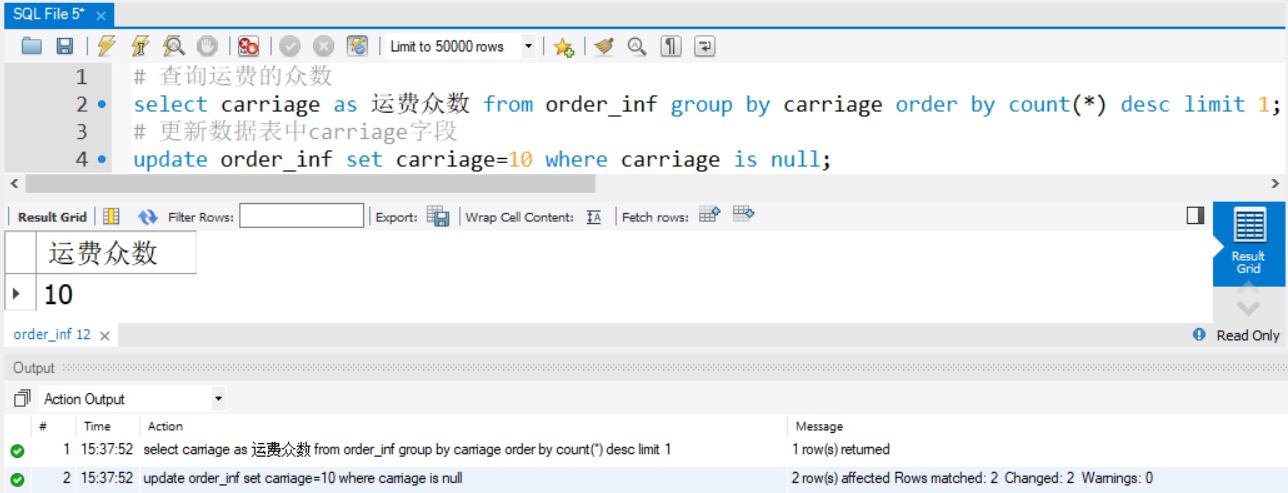 SQL File 5*
Limit to 50000 rows
1 # 查询运费的众数
2 select carriage as 运费众数 from order_inf group by carriage order by count(*) desc limit 1;
3 # 更新数据表中carriage字段
4 update order_inf set carriage=10 where carriage is null;
Result Grid Filter Rows: Export: Wrap Cell Content: Fetch rows:
运费众数
10
Result
Grid
order_inf 12 Read Only
Output
Action Output
# Time Action Message
1 15:37:52 select carriage as 运费众数 from order_inf group by carriage order by count(*) desc limit 1 1 row(s) returned
2 15:37:52 update order_inf set carriage=10 where carriage is null 2 row(s) affected Rows matched: 2 Changed: 2 Warnings: 0